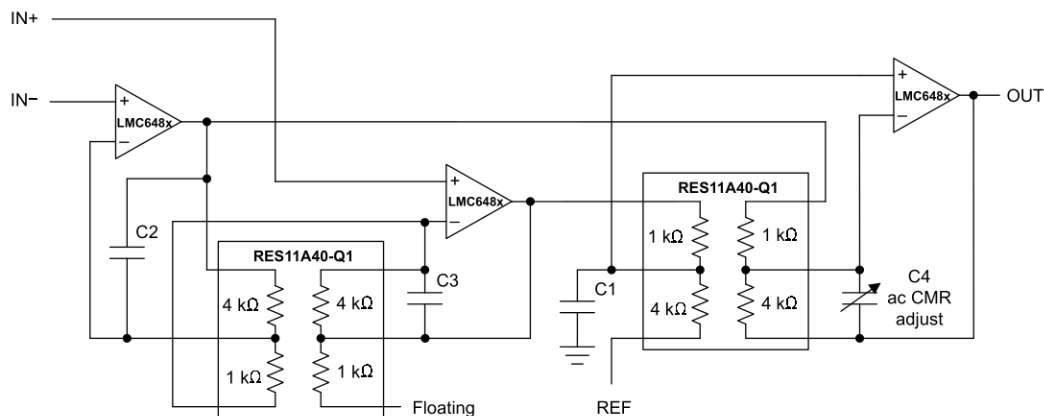 IN+
IN−
+
LMC648x
−
+
LMC648x
−
+
LMC648x
−
OUT
C2
RES11A40-Q1
4 kΩ
4 kΩ
1 kΩ
1 kΩ
C3
Floating
RES11A40-Q1
1 kΩ
1 kΩ
4 kΩ
4 kΩ
C1
REF
C4
ac CMR
adjust